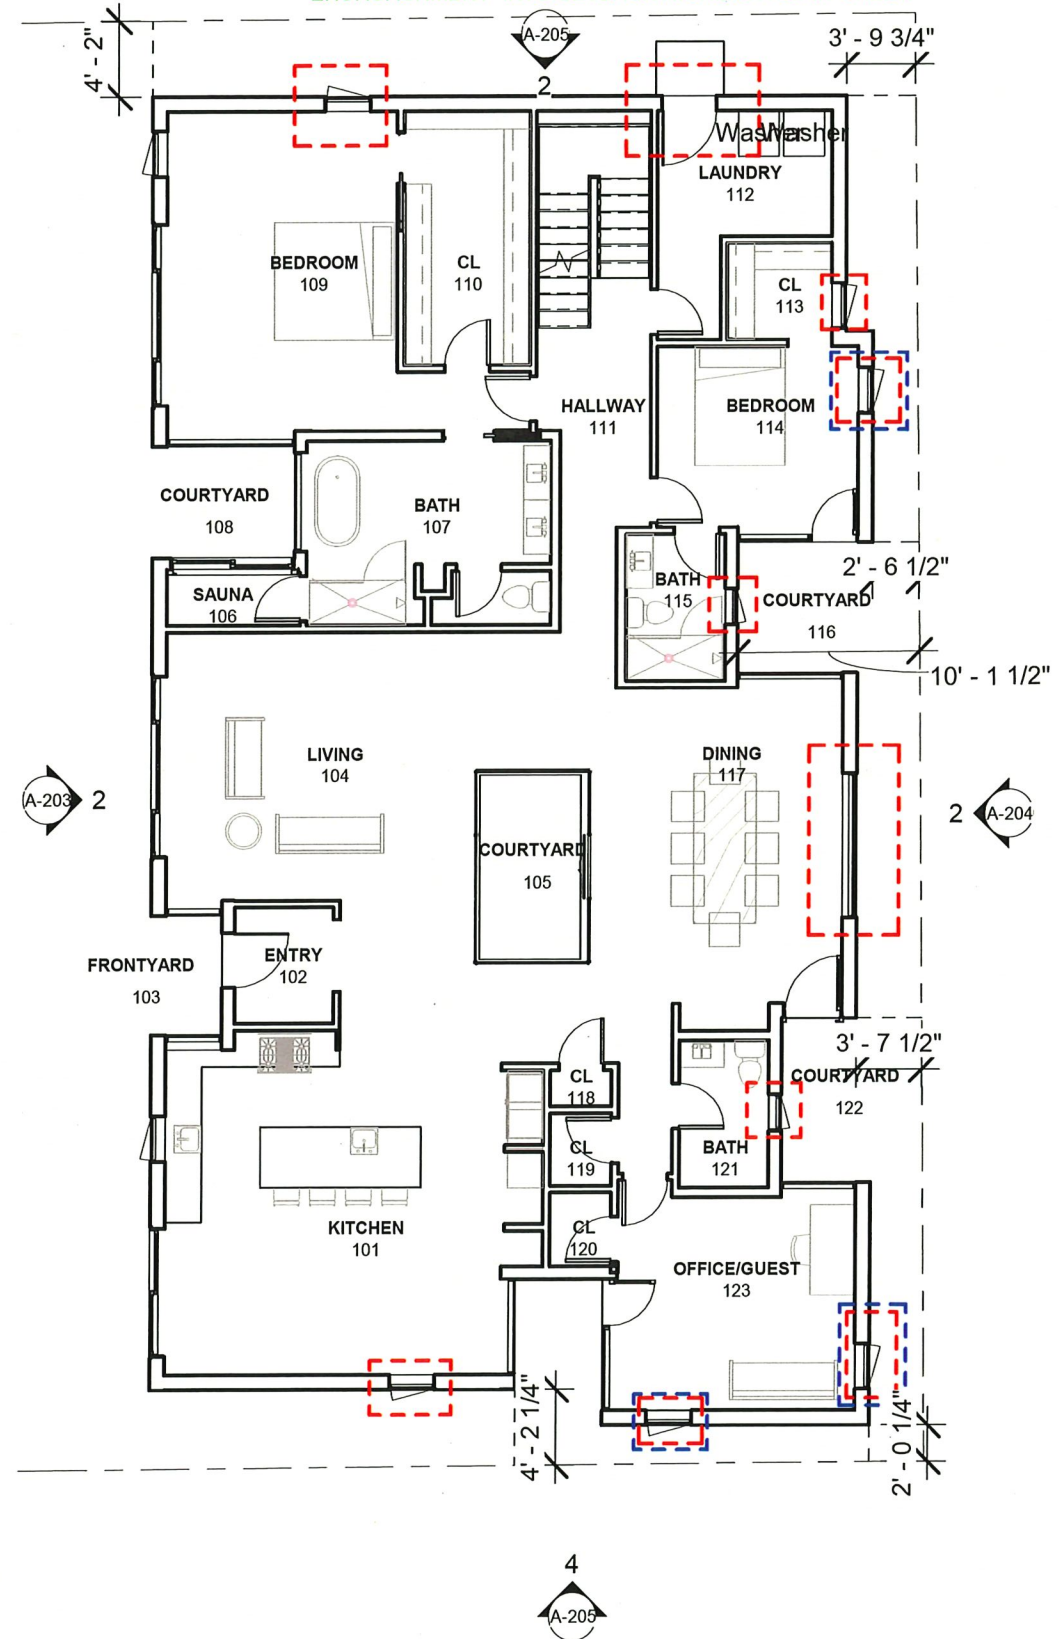 A-205
2
4' - 2"
3' - 9 3/4"
Washer
Washer
LAUNDRY
112
BEDROOM
109
CL
110
CL
113
HALLWAY
111
BEDROOM
114
COURTYARD
108
BATH
107
SAUNA
106
BATH
115
COURTYARD
116
2' - 6 1/2"
10' - 1 1/2"
LIVING
104
DINING
117
A-203
2
2
A-204
COURTYARD
105
FRONTYARD
103
ENTRY
102
3' - 7 1/2"
COURTYARD
122
CL
118
CL
119
BATH
121
KITCHEN
101
CL
120
OFFICE/GUEST
123
4' - 2 1/4"
2' - 0 1/4"
4
A-205